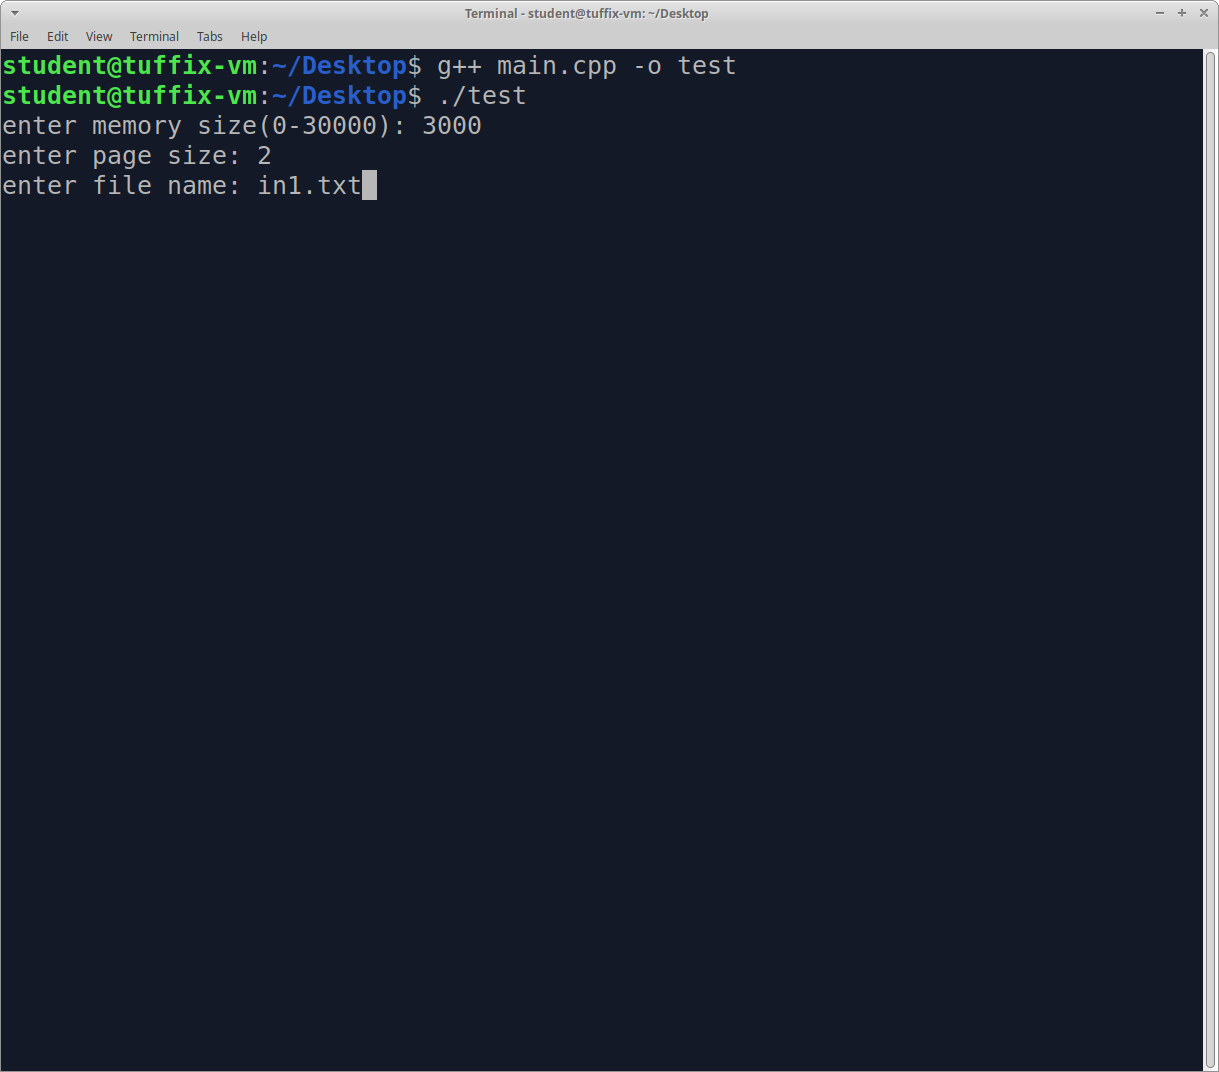 Terminal - student@tuffix-vm: ~/Desktop
File Edit View Terminal Tabs Help
student@tuffix-vm:~/Desktop$ g++ main.cpp -o test
student@tuffix-vm:~/Desktop$ ./test
enter memory size(0-30000): 3000
enter page size: 2
enter file name: in1.txt